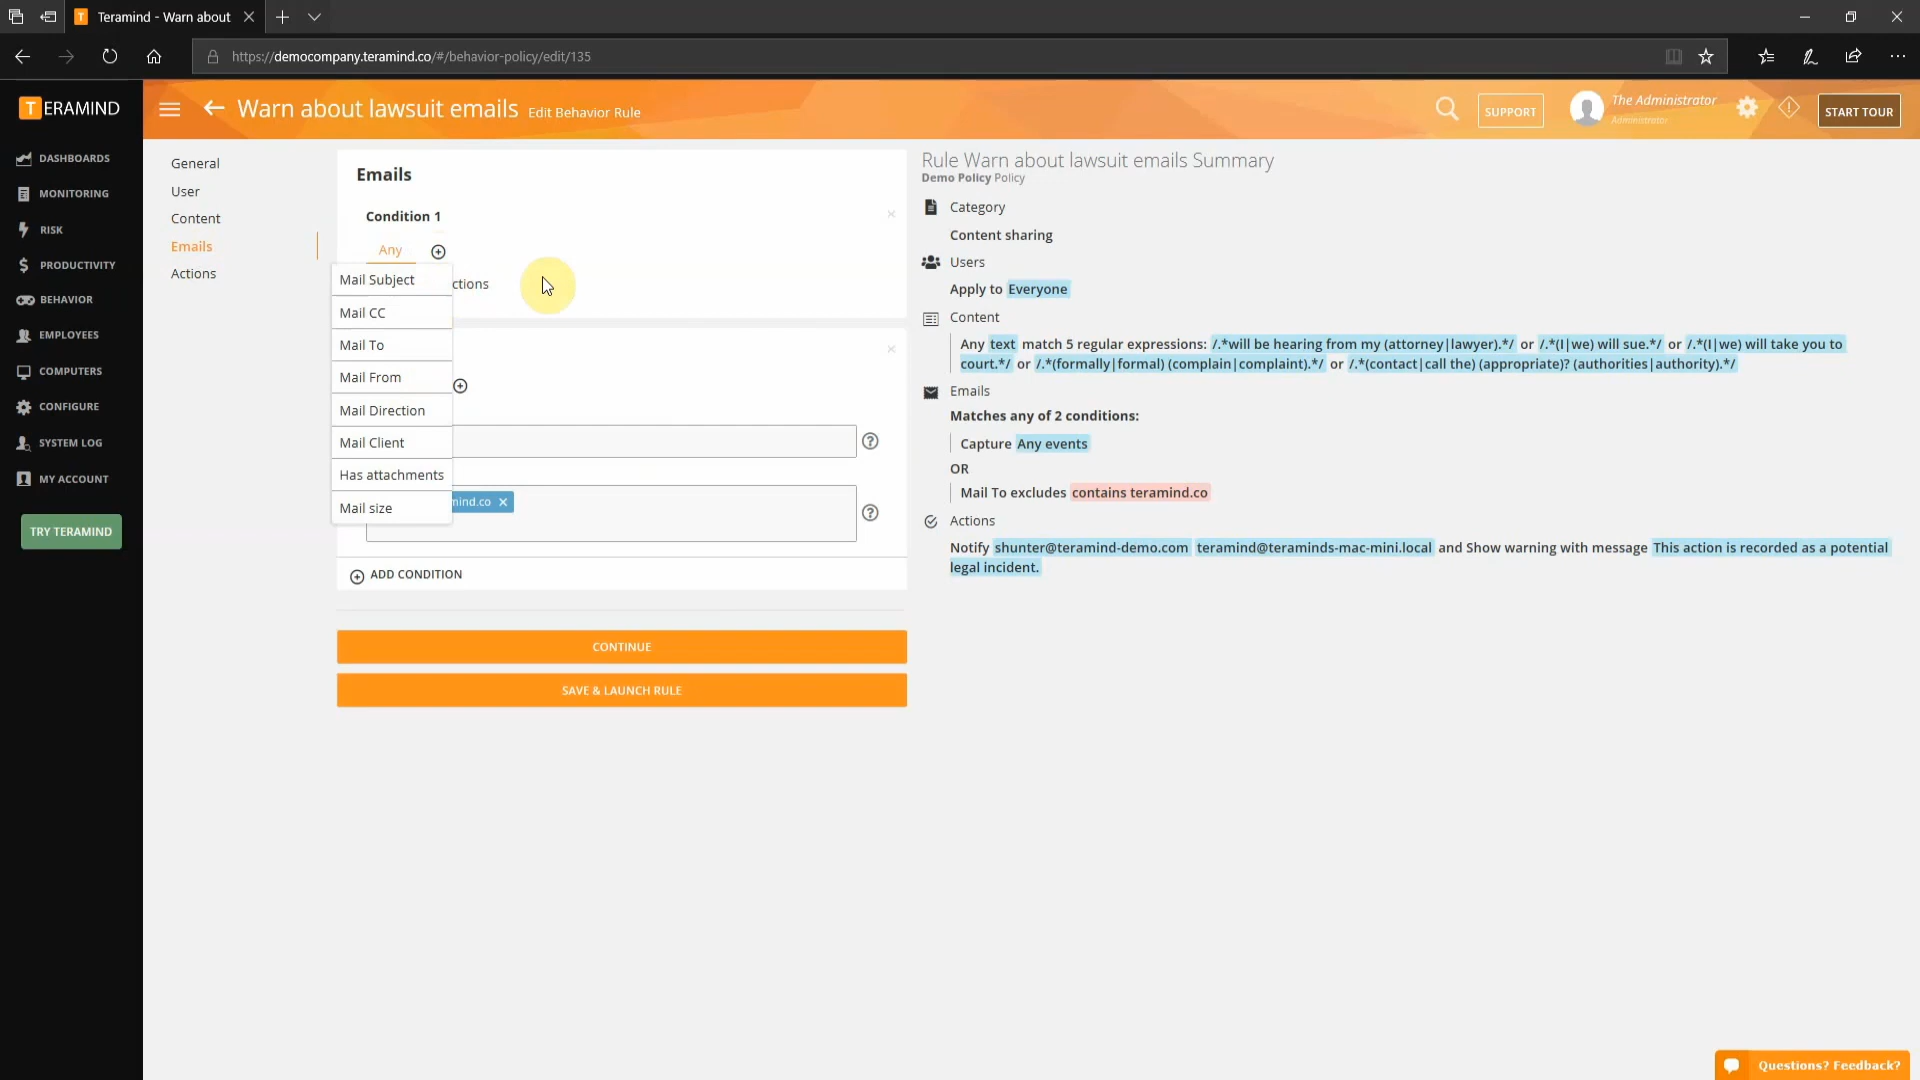 Teramind - Warn about
https://democompany.teramind.co/#/behavior-policy/edit/135
TERAMIND
Warn about lawsuit emails Edit Behavior Rule
SUPPORT
The Administrator
Administrator
START TOUR
DASHBOARDS
MONITORING
RISK
PRODUCTIVITY
BEHAVIOR
EMPLOYEES
COMPUTERS
CONFIGURE
SYSTEM LOG
MY ACCOUNT
TRY TERAMIND
General
User
Content
Emails
Actions
Emails
Condition 1
Any
ctions
Mail Subject
Mail CC
Mail To
Mail From
Mail Direction
Mail Client
Has attachments
Mail size
mind.co
ADD CONDITION
CONTINUE
SAVE & LAUNCH RULE
Rule Warn about lawsuit emails Summary
Demo Policy Policy
Category
Content sharing
Users
Apply to Everyone
Content
Any text match 5 regular expressions: /.*will be hearing from my (attorney|lawyer).*/ or /.*(I|we) will sue.*/ or /.*(I|we) will take you to
court.*/ or /.*(formally|formal) (complain|complaint).*/ or /.*(contact|call the) (appropriate)? (authorities|authority).*/
Emails
Matches any of 2 conditions:
Capture Any events
OR
Mail To excludes contains teramind.co
Actions
Notify shunter@teramind-demo.com teramind@teraminds-mac-mini.local and Show warning with message This action is recorded as a potential
legal incident.
Questions? Feedback?